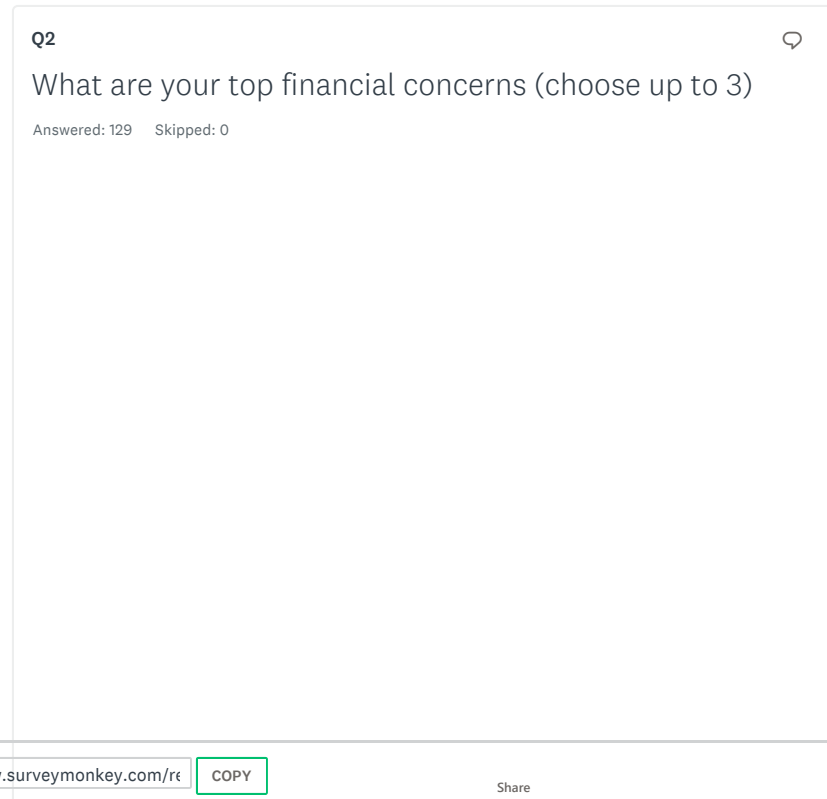 Q2
What are your top financial concerns (choose up to 3)
Answered: 129 Skipped: 0
.surveymonkey.com/re COPY
Share